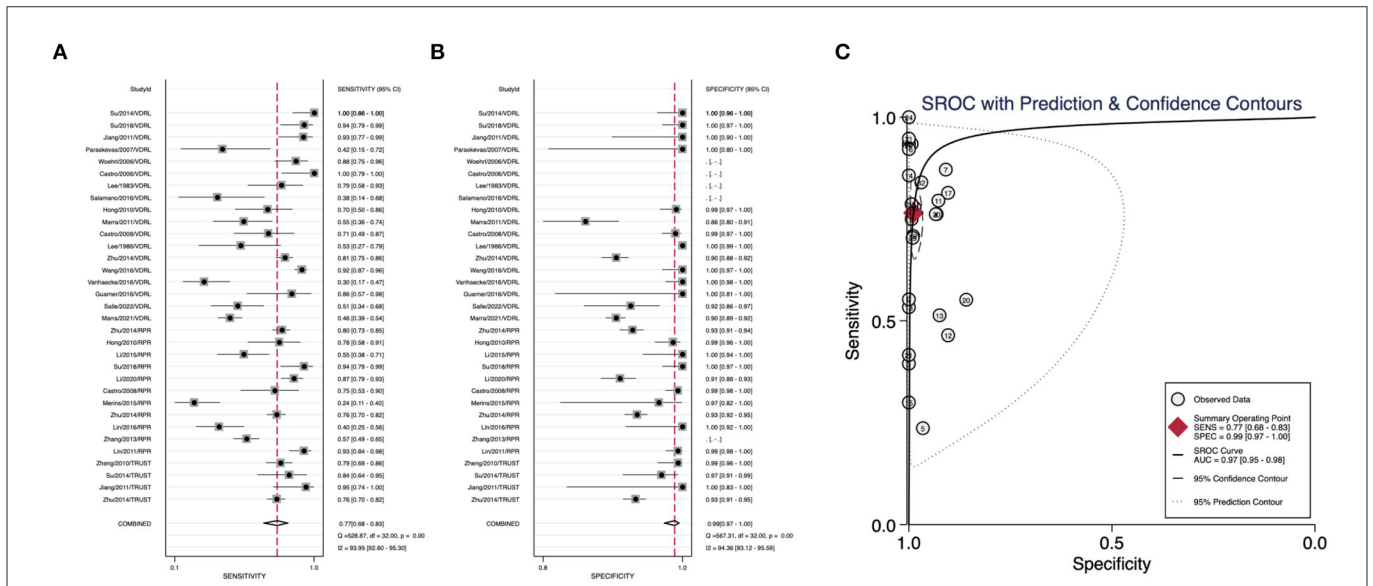 A
StudyId SENSITIVITY (95% CI)
Su/2014/VDRL 1.00 [0.86 - 1.00]
Su/2018/VDRL 0.94 [0.79 - 0.99]
Jiang/2011/VDRL 0.93 [0.77 - 0.99]
Paraskevas/2007/VDRL 0.42 [0.15 - 0.72]
Woehrl/2006/VDRL 0.88 [0.75 - 0.96]
Castro/2006/VDRL 1.00 [0.79 - 1.00]
Lee/1983/VDRL 0.79 [0.58 - 0.93]
Salamano/2016/VDRL 0.38 [0.14 - 0.68]
Hong/2010/VDRL 0.70 [0.50 - 0.86]
Marra/2011/VDRL 0.55 [0.36 - 0.74]
Castro/2008/VDRL 0.71 [0.49 - 0.87]
Lee/1986/VDRL 0.53 [0.27 - 0.79]
Zhu/2014/VDRL 0.81 [0.75 - 0.86]
Wang/2016/VDRL 0.92 [0.87 - 0.96]
Vanhaecke/2016/VDRL 0.30 [0.17 - 0.47]
Guarner/2016/VDRL 0.86 [0.57 - 0.98]
Salle/2022/VDRL 0.51 [0.34 - 0.68]
Marra/2021/VDRL 0.46 [0.39 - 0.54]
Zhu/2014/RPR 0.80 [0.73 - 0.85]
Hong/2010/RPR 0.78 [0.58 - 0.91]
Li/2015/RPR 0.55 [0.38 - 0.71]
Su/2018/RPR 0.94 [0.79 - 0.99]
Li/2020/RPR 0.87 [0.79 - 0.93]
Castro/2008/RPR 0.75 [0.53 - 0.90]
Merins/2015/RPR 0.24 [0.11 - 0.40]
Zhu/2014/RPR 0.76 [0.70 - 0.82]
Lin/2016/RPR 0.40 [0.25 - 0.56]
Zhang/2013/RPR 0.57 [0.49 - 0.65]
Lin/2011/RPR 0.93 [0.84 - 0.98]
Zheng/2010/TRUST 0.79 [0.69 - 0.86]
Su/2014/TRUST 0.84 [0.64 - 0.95]
Jiang/2011/TRUST 0.95 [0.74 - 1.00]
Zhu/2014/TRUST 0.76 [0.70 - 0.82]
COMBINED 0.77[0.68 - 0.83]
Q =528.87, df = 32.00, p = 0.00
I2 = 93.95 [92.60 - 95.30]
0.1 1.0
SENSITIVITY
B
StudyId SPECIFICITY (95% CI)
Su/2014/VDRL 1.00 [0.96 - 1.00]
Su/2018/VDRL 1.00 [0.97 - 1.00]
Jiang/2011/VDRL 1.00 [0.90 - 1.00]
Paraskevas/2007/VDRL 1.00 [0.80 - 1.00]
Woehrl/2006/VDRL . [. - .]
Castro/2006/VDRL . [. - .]
Lee/1983/VDRL . [. - .]
Salamano/2016/VDRL . [. - .]
Hong/2010/VDRL 0.99 [0.97 - 1.00]
Marra/2011/VDRL 0.86 [0.80 - 0.91]
Castro/2008/VDRL 0.99 [0.97 - 1.00]
Lee/1986/VDRL 1.00 [0.99 - 1.00]
Zhu/2014/VDRL 0.90 [0.88 - 0.92]
Wang/2016/VDRL 1.00 [0.97 - 1.00]
Vanhaecke/2016/VDRL 1.00 [0.98 - 1.00]
Guarner/2016/VDRL 1.00 [0.81 - 1.00]
Salle/2022/VDRL 0.92 [0.86 - 0.97]
Marra/2021/VDRL 0.90 [0.89 - 0.92]
Zhu/2014/RPR 0.93 [0.91 - 0.94]
Hong/2010/RPR 0.99 [0.96 - 1.00]
Li/2015/RPR 1.00 [0.94 - 1.00]
Su/2018/RPR 1.00 [0.97 - 1.00]
Li/2020/RPR 0.91 [0.88 - 0.93]
Castro/2008/RPR 0.99 [0.98 - 1.00]
Merins/2015/RPR 0.97 [0.82 - 1.00]
Zhu/2014/RPR 0.93 [0.92 - 0.95]
Lin/2016/RPR 1.00 [0.92 - 1.00]
Zhang/2013/RPR . [. - .]
Lin/2011/RPR 0.99 [0.98 - 1.00]
Zheng/2010/TRUST 0.99 [0.96 - 1.00]
Su/2014/TRUST 0.97 [0.91 - 0.99]
Jiang/2011/TRUST 1.00 [0.83 - 1.00]
Zhu/2014/TRUST 0.93 [0.91 - 0.95]
COMBINED 0.99[0.97 - 1.00]
Q =567.31, df = 32.00, p = 0.00
I2 = 94.36 [93.12 - 95.59]
0.8 1.0
SPECIFICITY
C
SROC with Prediction & Confidence Contours
1.0
0.5
0.0
Sensitivity
7
17
11
20
13
12
5
Observed Data
Summary Operating Point
SENS = 0.77 [0.68 - 0.83]
SPEC = 0.99 [0.97 - 1.00]
SROC Curve
AUC = 0.97 [0.95 - 0.98]
95% Confidence Contour
95% Prediction Contour
1.0 0.5 0.0
Specificity